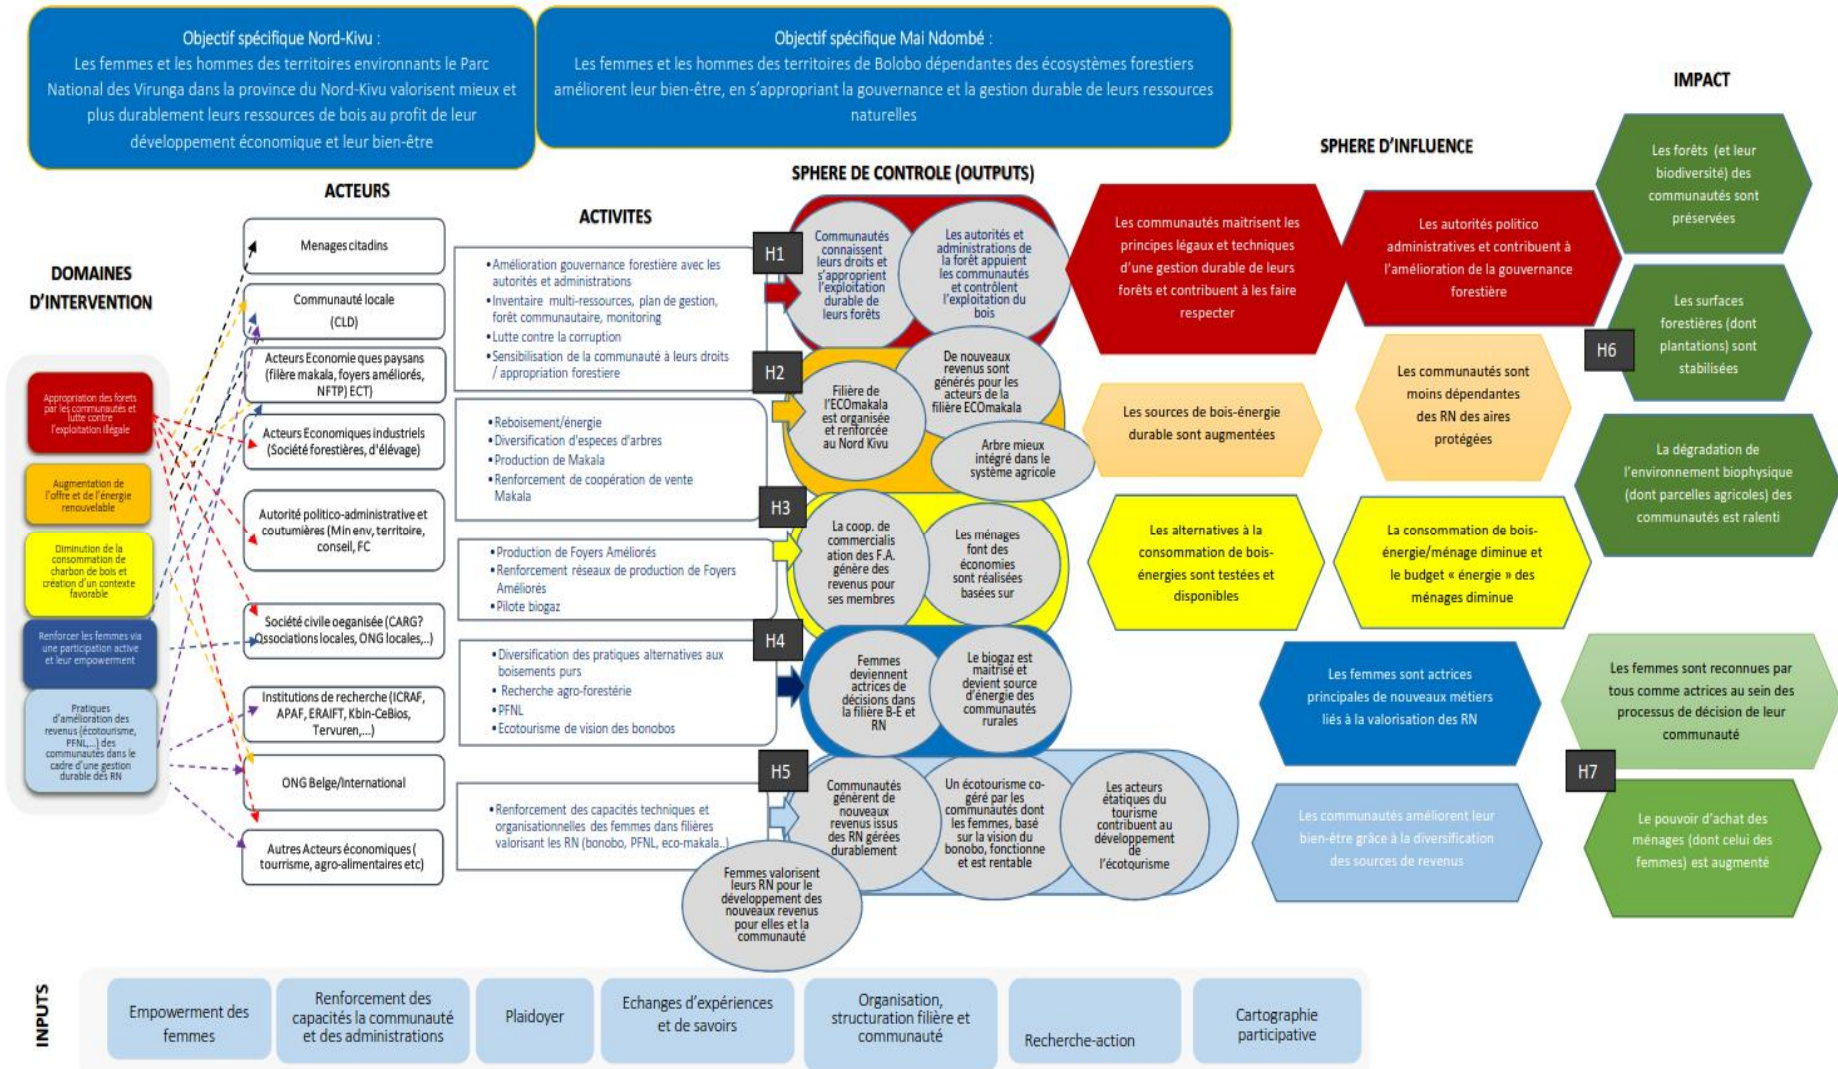 Objectif spécifique Nord-Kivu :
Les femmes et les hommes des territoires environnants le Parc
National des Virunga dans la province du Nord-Kivu valorisent mieux et
plus durablement leurs ressources de bois au profit de leur
développement économique et leur bien-être
Objectif spécifique Mai Ndombé :
Les femmes et les hommes des territoires de Bolobo dépendantes des écosystèmes forestiers
améliorent leur bien-être, en s'appropriant la gouvernance et la gestion durable de leurs ressources
naturelles
DOMAINES
D'INTERVENTION
Appropration des forets
par les communautés et
lutte contre
l'exploitation illégale
Augmentation de
l'offre et de l'énergie
renouvelable
Diminution de la
consommation de
charbon de bois et
création d'un contexte
favorable
Renforcer les femmes via
une participation active
et leur empowerment
Pratiques
d'amélioration des
revenus (écotourisme,
PFNL,...) des
communautés dans le
cadre d'une gestion
durable des RN
ACTEURS
Menages citadins
Communauté locale
(CLD)
Acteurs Economie ques paysans
(filère makala, foyers améliorés,
NFTP) ECT)
Acteurs Economiques industriels
(Société forestières, d'élévage)
Autorité politico-administrative et
coutumières (Min env, territoire,
conseil, FC
Société civile oeganisée (CARG?
Ossociations locales, ONG locales,..)
Institutions de recherche (ICRAF,
APAF, ERAIFT, Kbin-CeBios,
Tervuren,...)
ONG Belge/International
Autres Acteurs économiques (
tourrisme, agro-alimentaires etc)
ACTIVITES
•Amélioration gouvernance forestière avec les
autorités et administrations
•Inventaire multi-ressources, plan de gestion,
forêt communautaire, monitoring
•Lutte contre la corruption
•Sensibilisation de la communauté à leurs droits
/ appropriation forestiere
•Reboisement/énergie
•Diversification d'especes d'arbres
•Production de Makala
•Renforcement de coopération de vente
Makala
•Production de Foyers Améliorés
•Renforcement réseaux de production de Foyers
Améliorés
•Pilote biogaz
•Diversification des pratiques alternatives aux
boisements purs
• Recherche agro-forestérie
•PFNL
•Ecotourisme de vision des bonobos
•Renforcement des capacités techniques et
organisationnelles des femmes dans filières
valorisant les RN (bonobo, PFNL, eco-makala..)
SPHERE DE CONTROLE (OUTPUTS)
H1
Communautés
connaissent
leurs droits et
s'approprient
l'exploitation
durable de
leurs forêts
Les autorités et
administrations de
la forêt appuient
les communautés
et contrôlent
l'exploitation du
bois
H2
Filière de
l'ECOmakala
est organisée
et renforcée
au Nord Kivu
De nouveaux
revenus sont
générés pour les
acteurs de la
filière ECOmakala
Arbre mieux
intégré dans le
système agricole
H3
La coop. de
commercialis
ation des F.A.
génère des
revenus pour
ses membres
Les ménages
font des
économies
sont réalisées
basées sur
H4
Femmes
deviennent
actrices de
décisions dans
la filière B-E et
RN
Le biogaz est
maitrisé et
devient source
d'énergie des
communautés
rurales
H5
Communautés
génèrent de
nouveaux
revenus issus
des RN gérées
durablement
Un écotourisme co-
géré par les
communautés dont
les femmes, basé
sur la vision du
bonobo, fonctionne
et est rentable
Les acteurs
étatiques du
tourisme
contribuent au
développement
de
l'écotourisme
Femmes valorisent
leurs RN pour le
développement des
nouveaux revenus
pour elles et la
communauté
SPHERE D'INFLUENCE
Les communautés maitrisent les
principes légaux et techniques
d'une gestion durable de leurs
forêts et contribuent à les faire
respecter
Les autorités politico
administratives et contribuent à
l'amélioration de la gouvernance
forestière
Les sources de bois-énergie
durable sont augmentées
Les communautés sont
moins dépendantes
des RN des aires
protégées
Les alternatives à la
consommation de bois-
énergies sont testées et
disponibles
La consommation de bois-
énergie/ménage diminue et
le budget « énergie » des
ménages diminue
Les femmes sont actrices
principales de nouveaux métiers
liés à la valorisation des RN
Les communautés améliorent leur
bien-être grâce à la diversification
des sources de revenu
IMPACT
Les forêts (et leur
biodiversité) des
communautés sont
préservées
H6
Les surfaces
forestières (dont
plantations) sont
stabilisées
La dégradation de
l'environnement biophysique
(dont parcelles agricoles) des
communautés est ralenti
Les femmes sont reconnues par
tous comme actrices au sein des
processus de décision de leur
communauté
H7
Le pouvoir d'achat des
ménages (dont celui des
femmes) est augmenté
INPUTS
Empowerment des
femmes
Renforcement des
capacités la communauté
et des administrations
Plaidoyer
Echanges d'expériences
et de savoirs
Organisation,
structuration filière et
communauté
Recherche-action
Cartographie
participative